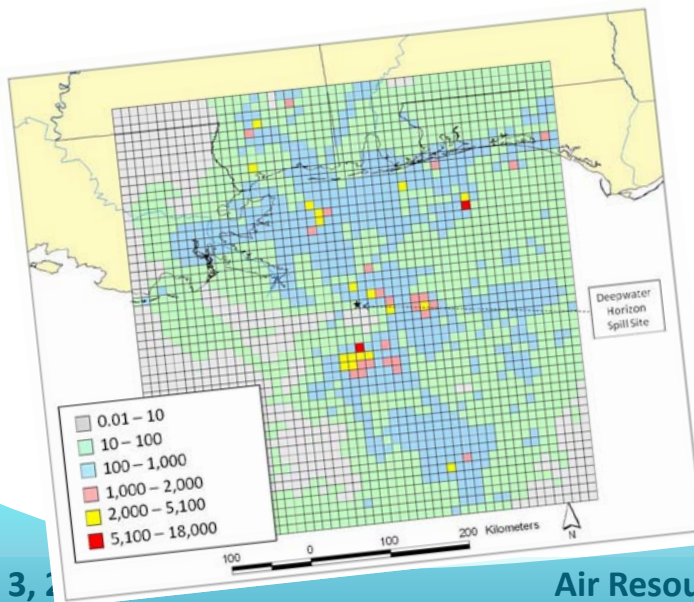 Deepwater
Horizon
Spill Site
0.01 – 10
10 – 100
100 – 1,000
1,000 – 2,000
2,000 – 5,100
5,100 – 18,000
100 0 100 200 Kilometers
N
3, 2
Air Resou